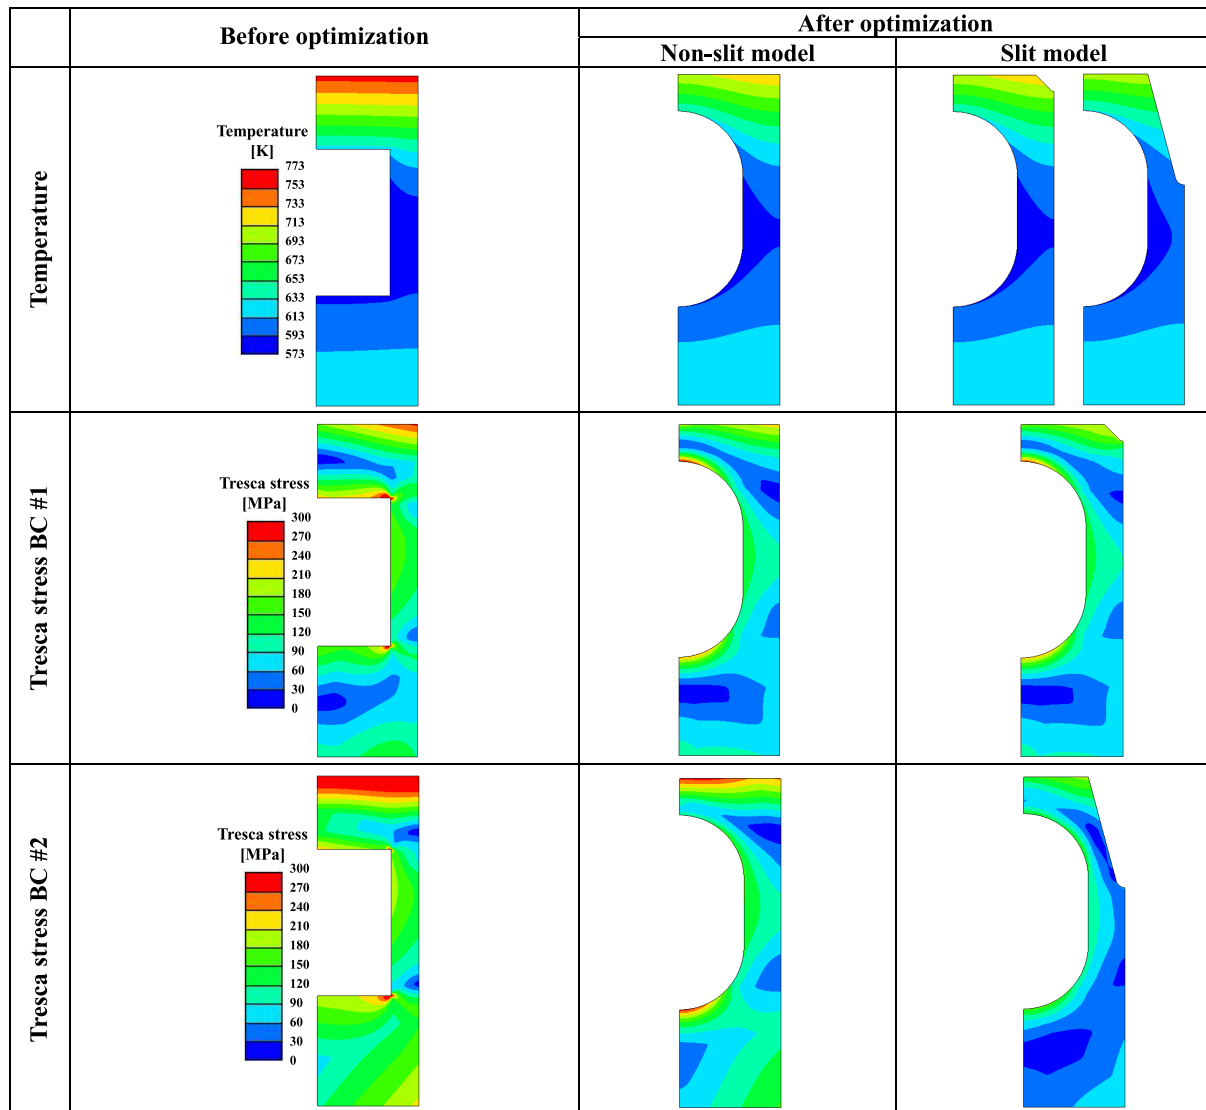 Before optimization
After optimization
Non-slit model
Slit model
Temperature
Temperature
[K]
773
753
733
713
693
673
653
633
613
593
573
Tresca stress BC #1
Tresca stress
[MPa]
300
270
240
210
180
150
120
90
60
30
0
Tresca stress BC #2
Tresca stress
[MPa]
300
270
240
210
180
150
120
90
60
30
0